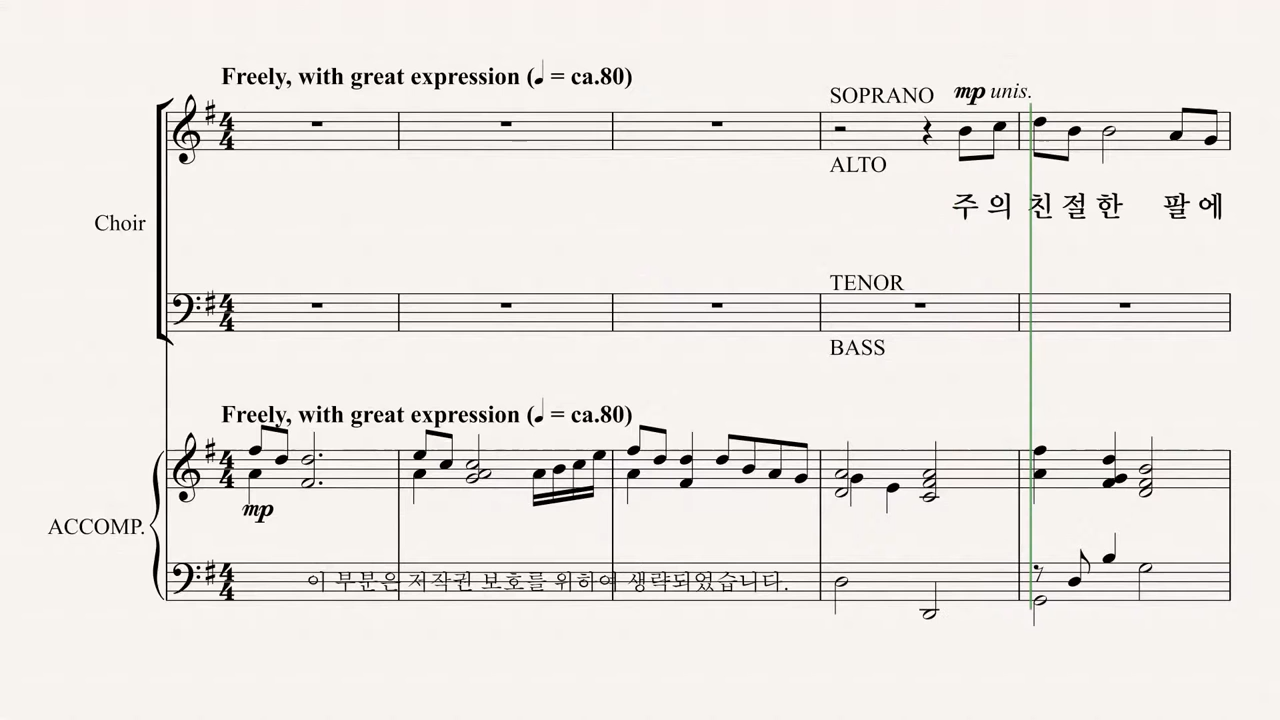 Freely, with great expression (♩ = ca.80)
SOPRANO mp unis.
ALTO
주의 친절한 팔에
Choir
TENOR
BASS
Freely, with great expression (♩ = ca.80)
mp
ACCOMP.
이 부분은 저작권 보호를 위하여 생략되었습니다.